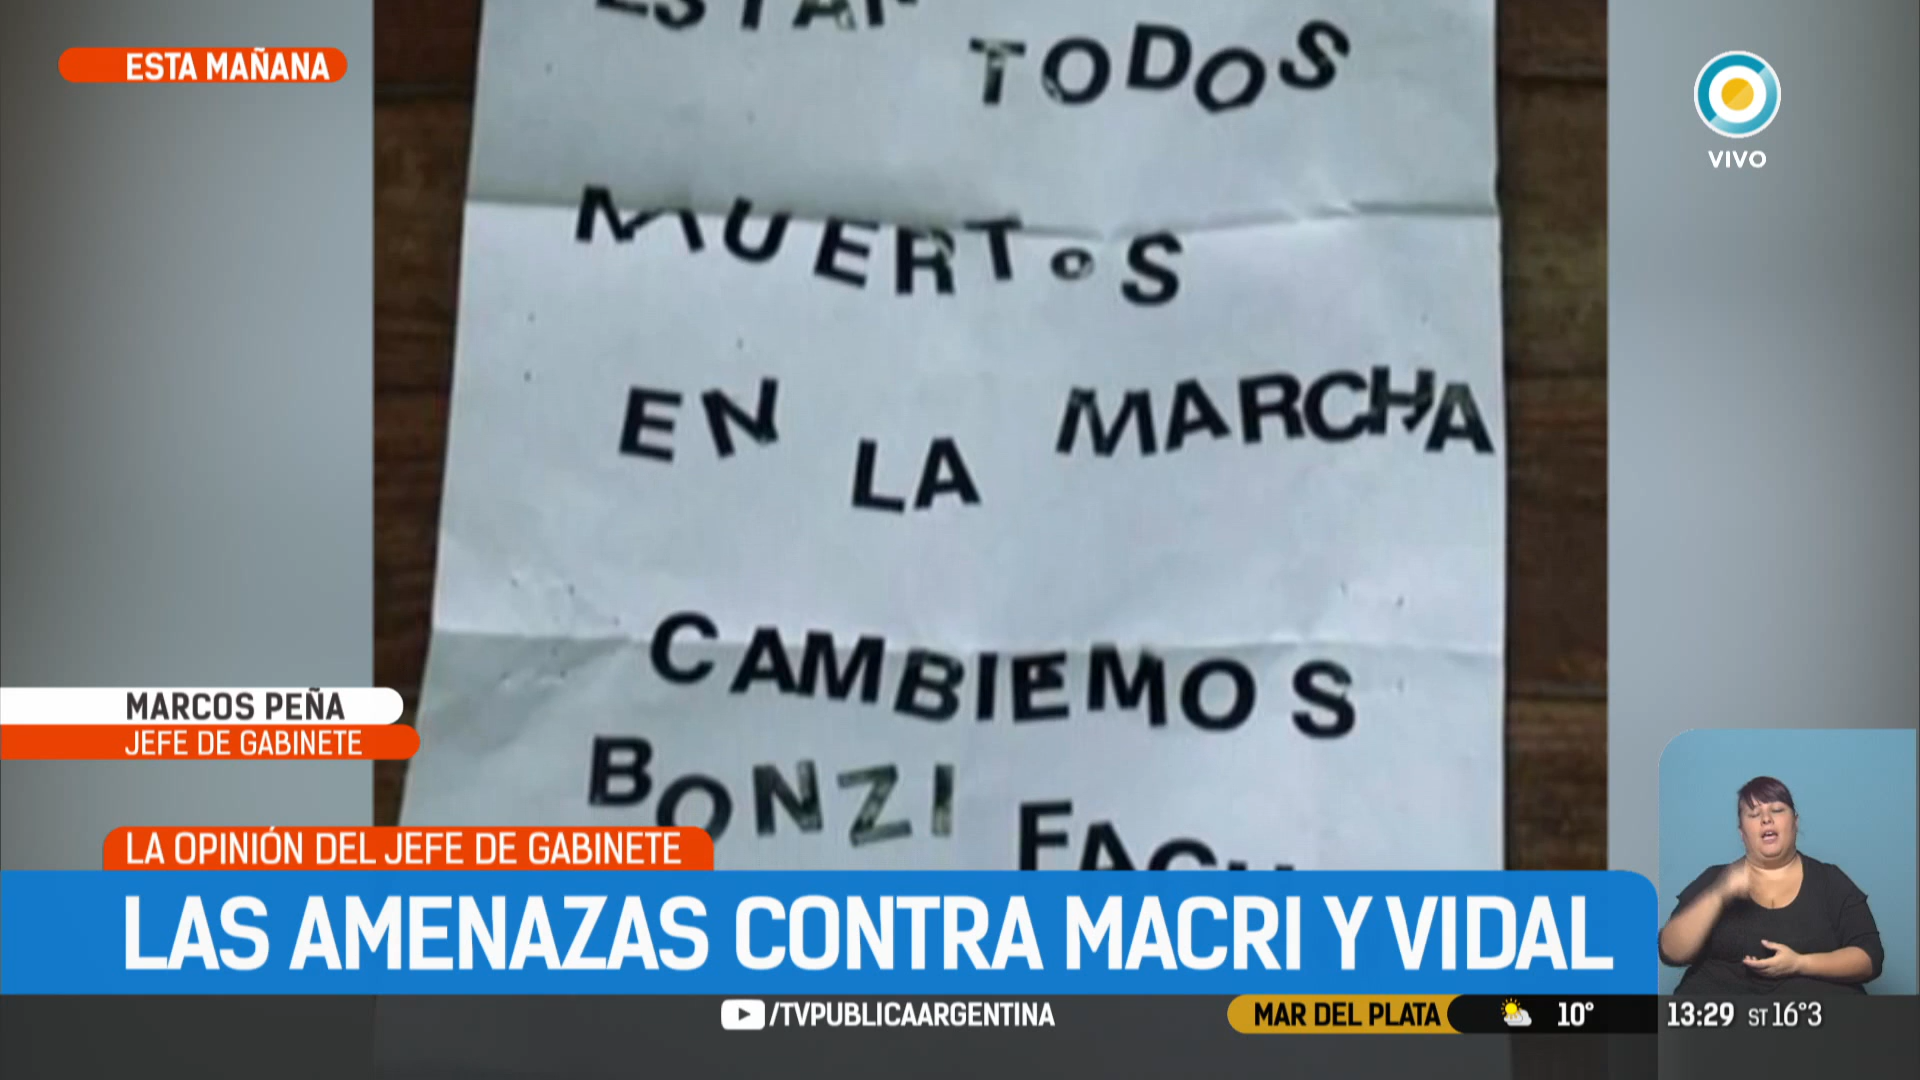 ESTA MAÑANA
VIVO
TODOS
MUERToS
EN LA MARCHA
CAMBIEMOS
BONZI
MARCOS PEÑA
JEFE DE GABINETE
LA OPINIÓN DEL JEFE DE GABINETE
LAS AMENAZAS CONTRA MACRI Y VIDAL
/TVPUBLICAARGENTINA
MAR DEL PLATA 10° 13:29 ST 16°3